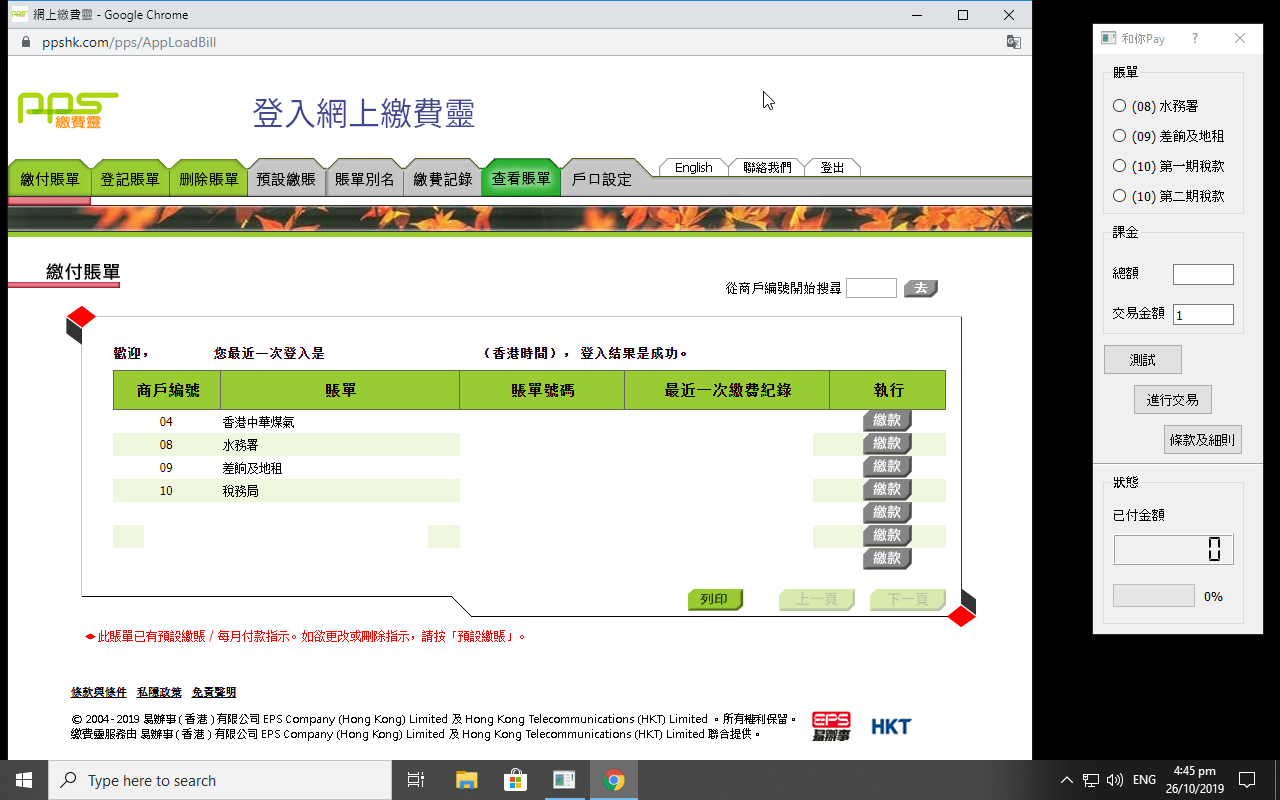 網上繳費靈 - Google Chrome
ppshk.com/pps/AppLoadBill
pps
繳費靈
登入網上繳費靈
繳付賬單 登記賬單 刪除賬單 預設繳賬 賬單別名 繳費記錄 查看賬單 戶口設定 English 聯絡我們 登出
繳付賬單
從商戶編號開始搜尋 去
歡迎, 您最近一次登入是 (香港時間), 登入結果是成功。
商戶編號 賬單 賬單號碼 最近一次繳費紀錄 執行
04 香港中華煤氣 繳款
08 水務署 繳款
09 差餉及地租 繳款
10 稅務局 繳款
繳款
繳款
繳款
列印 上一頁 下一頁
此賬單已有預設繳賬 / 每月付款指示。如欲更改或刪除指示，請按「預設繳賬」。
條款與條件 私隱政策 免責聲明
© 2004 - 2019 易辦事 ( 香港 ) 有限公司 EPS Company (Hong Kong) Limited 及 Hong Kong Telecommunications (HKT) Limited 。所有權利保留。
繳費靈服務由 易辦事 ( 香港 ) 有限公司 EPS Company (Hong Kong) Limited 及 Hong Kong Telecommunications (HKT) Limited 聯合提供。
EPS
易辦事
HKT
和你Pay ?
賬單
(08) 水務署
(09) 差餉及地租
(10) 第一期稅款
(10) 第二期稅款
課金
總額
交易金額 1
測試
進行交易
條款及細則
狀態
已付金額
0
0%
Type here to search
ENG
4:45 pm
26/10/2019